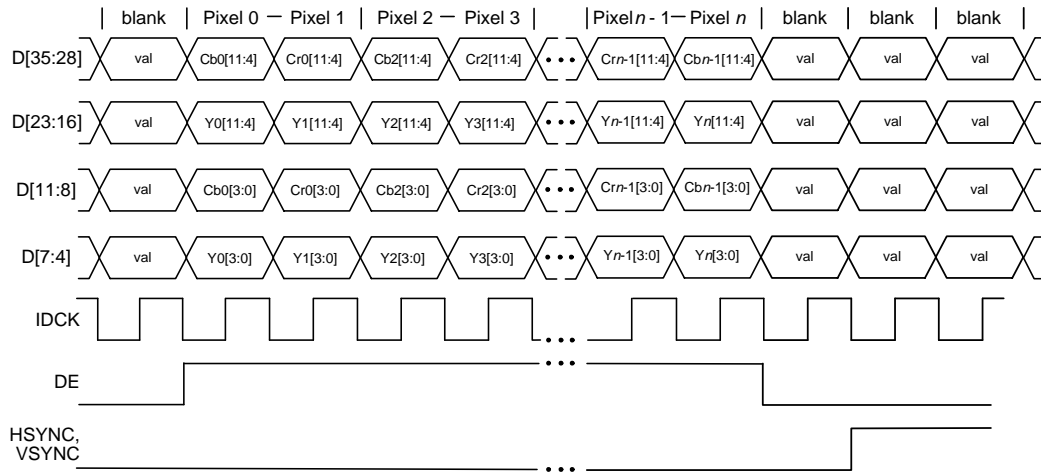 blank Pixel 0 — Pixel 1 Pixel 2 — Pixel 3 Pixel n - 1 — Pixel n blank blank blank
D[35:28] val Cb0[11:4] Cr0[11:4] Cb2[11:4] Cr2[11:4] ••• Crn-1[11:4] Cbn-1[11:4] val val val
D[23:16] val Y0[11:4] Y1[11:4] Y2[11:4] Y3[11:4] ••• Yn-1[11:4] Yn[11:4] val val val
D[11:8] val Cb0[3:0] Cr0[3:0] Cb2[3:0] Cr2[3:0] ••• Crn-1[3:0] Cbn-1[3:0] val val val
D[7:4] val Y0[3:0] Y1[3:0] Y2[3:0] Y3[3:0] ••• Yn-1[3:0] Yn[3:0] val val val
IDCK •••
DE •••
HSYNC,
VSYNC •••